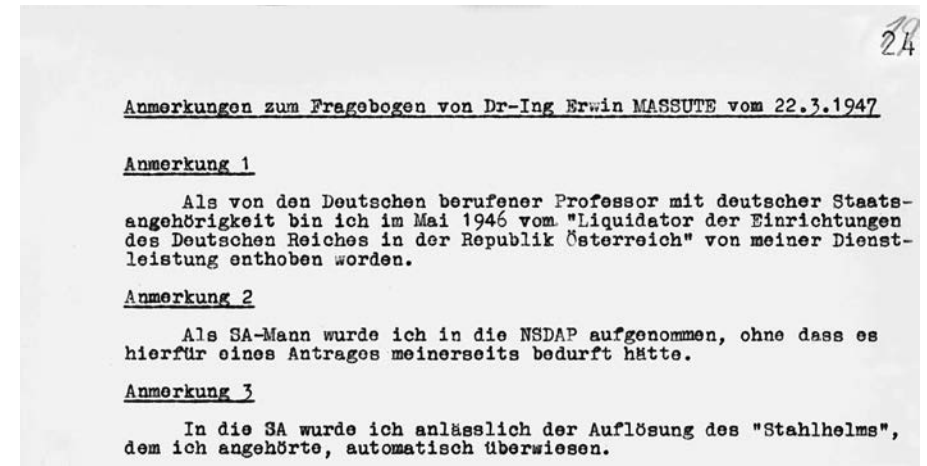 24
Anmerkungen zum Fragebogen von Dr-Ing Erwin MASSUTE vom 22.3.1947
Anmerkung 1
Als von den Deutschen berufener Professor mit deutscher Staats-
angehörigkeit bin ich im Mai 1946 vom "Liquidator der Einrichtungen
des Deutschen Reiches in der Republik Österreich" von meiner Dienst-
leistung enthoben worden.
Anmerkung 2
Als SA-Mann wurde ich in die NSDAP aufgenommen, ohne dass es
hierfür eines Antrages meinerseits bedurft hätte.
Anmerkung 3
In die SA wurde ich anlässlich der Auflösung des "Stahlhelms",
dem ich angehörte, automatisch überwiesen.